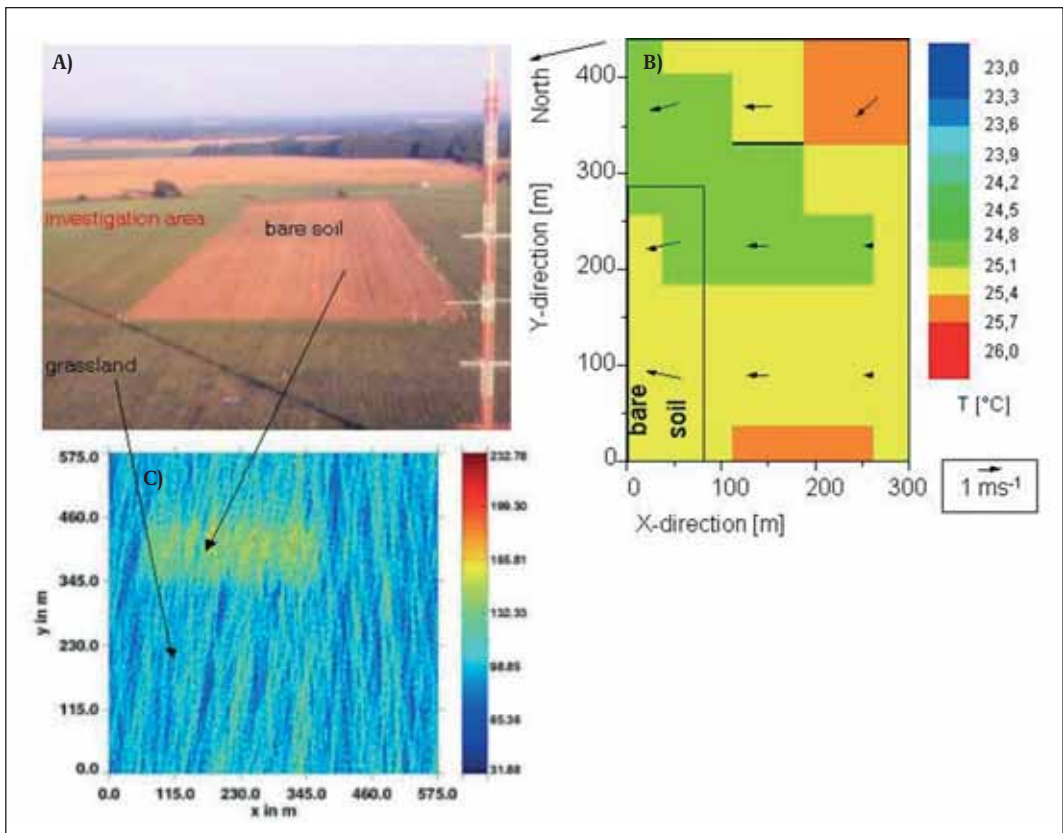 A)
investigation area
bare soil
grassland
North
B)
400
300
200
100
0
Y-direction [m]
bare
soil
0
100
200
300
X-direction [m]
23,0
23,3
23,6
23,9
24,2
24,5
24,8
25,1
25,4
25,7
26,0
T [°C]
1 ms-1
C)
575.0
460.0
345.0
230.0
115.0
0.0
y in m
0.0
115.0
230.0
345.0
460.0
575.0
x in m
232.78
199.30
165.81
132.33
98.85
65.36
31.88